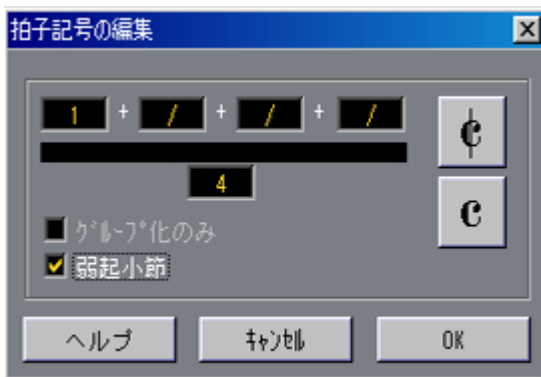 拍子記号の編集
1 + / + / + /
4
グループ化のみ
弱起小節
ヘルプ キャンセル OK